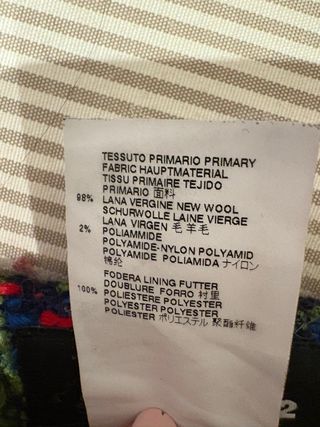 TESSUTO PRIMARIO PRIMARY
FABRIC HAUPTMATERIAL
TISSU PRIMAIRE TEJIDO
PRIMARIO 面料
98% LANA VERGINE NEW WOOL
SCHURWOLLE LAINE VIERGE
LANA VIRGEN 毛 羊毛
2% POLIAMMIDE
POLYAMIDE-NYLON POLYAMID
POLYAMIDE POLIAMIDA ナイロン
锦纶
FODERA LINING FUTTER
100% DOUBLURE FORRO 村里
POLIESTERE POLYESTER
POLYESTER POLYESTER
POLIESTER ポリエステル 聚酯纤维
2